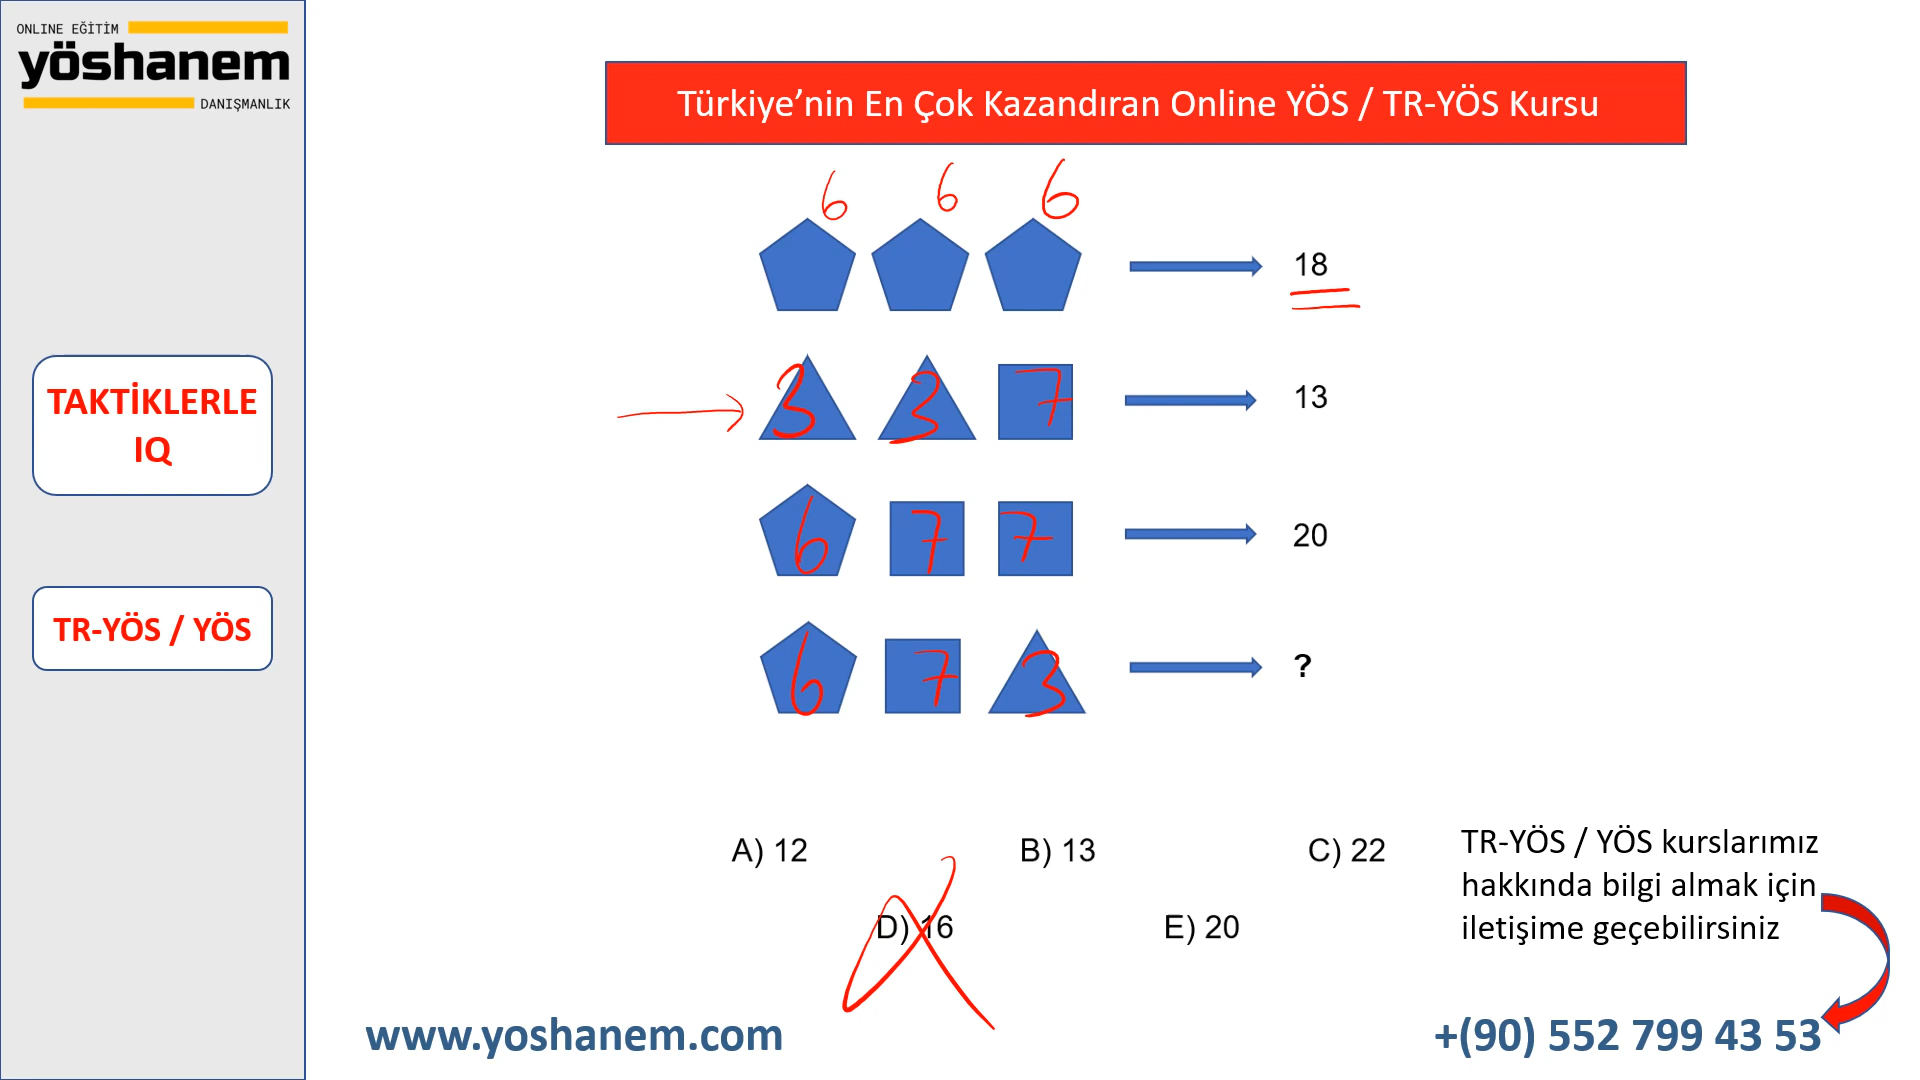 ONLINE EĞİTİM
yöshanem
DANIŞMANLIK
Türkiye’nin En Çok Kazandıran Online YÖS / TR-YÖS Kursu
6 6 6
18
3 3 7
13
TAKTİKLERLE
IQ
6 7 7
20
TR-YÖS / YÖS
6 7 3
?
A) 12 B) 13 C) 22
D) 16 E) 20
TR-YÖS / YÖS kurslarımız
hakkında bilgi almak için
iletişime geçebilirsiniz
www.yoshanem.com
+(90) 552 799 43 53